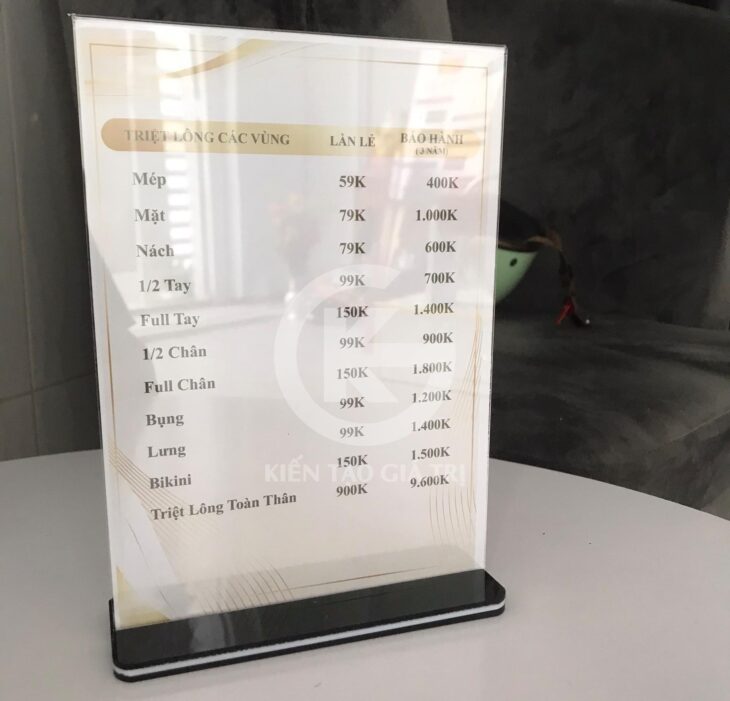 TRIỆT LÔNG CÁC VÙNG LẦN LẺ BẢO HÀNH
(3 NĂM)
Mép 59K 400K
Mặt 79K 1.000K
Nách 79K 600K
1/2 Tay 99K 700K
Full Tay 150K 1.400K
1/2 Chân 99K 900K
Full Chân 150K 1.800K
Bụng 99K 1.200K
Lưng 99K 1.400K
Bikini 150K 1.500K
Triệt Lông Toàn Thân 900K 9.600K
KIẾN TẠO GIÁ TRỊ